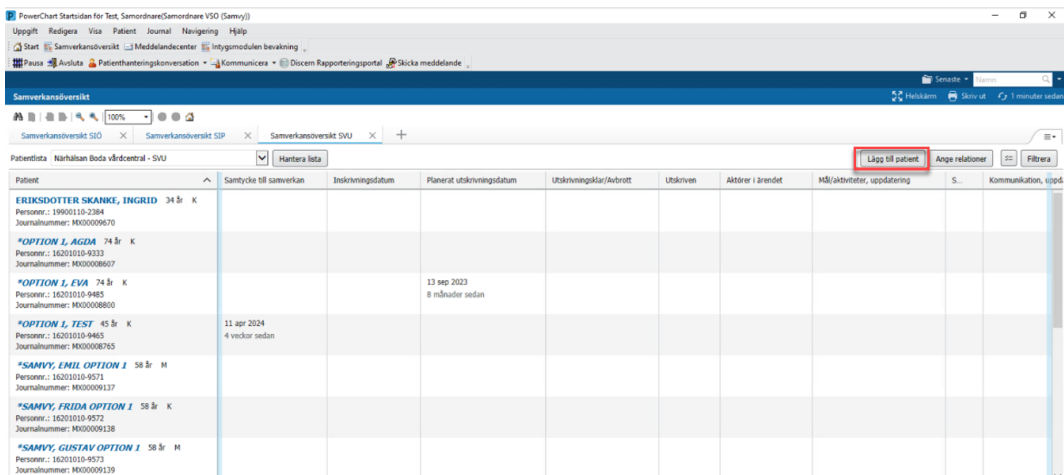 PowerChart Startsidan för Test, Samordnare(Samordnare VSO (Samvy))
Uppgift Redigera Visa Patient Journal Navigering Hjälp
Start Samverkansöversikt Meddelandecenter Intygsmodulen bevakning
Pausa Avsluta Patienthanteringskonversation Kommunicera Discern Rapporteringsportal Skicka meddelande
Senaste Namn
Samverkansöversikt Helskärm Skriv ut 1 minuter sedan
100%
Samverkansöversikt SIÖ Samverkansöversikt SIP Samverkansöversikt SVU
Patientlista Närhälsan Boda vårdcentral - SVU Hantera lista Lägg till patient Ange relationer Filtrera
Patient Samtycke till samverkan Inskrivningsdatum Planerat utskrivningsdatum Utskrivningsklar/Avbrott Utskriven Aktörer i ärendet Mål/aktiviteter, uppdatering S... Kommunikation, uppd
ERIKSDOTTER SKANKE, INGRID 34 år K
Personnr.: 19900110-2384
Journalnummer: MX00009670
*OPTION 1, AGDA 74 år K
Personnr.: 16201010-9333
Journalnummer: MX00008607
*OPTION 1, EVA 74 år K
Personnr.: 16201010-9485
Journalnummer: MX00008800
13 sep 2023
8 månader sedan
*OPTION 1, TEST 45 år K
Personnr.: 16201010-9465
Journalnummer: MX00008765
11 apr 2024
4 veckor sedan
*SAMVY, EMIL OPTION 1 58 år M
Personnr.: 16201010-9571
Journalnummer: MX00009137
*SAMVY, FRIDA OPTION 1 58 år K
Personnr.: 16201010-9572
Journalnummer: MX00009138
*SAMVY, GUSTAV OPTION 1 58 år M
Personnr.: 16201010-9573
Journalnummer: MX00009139